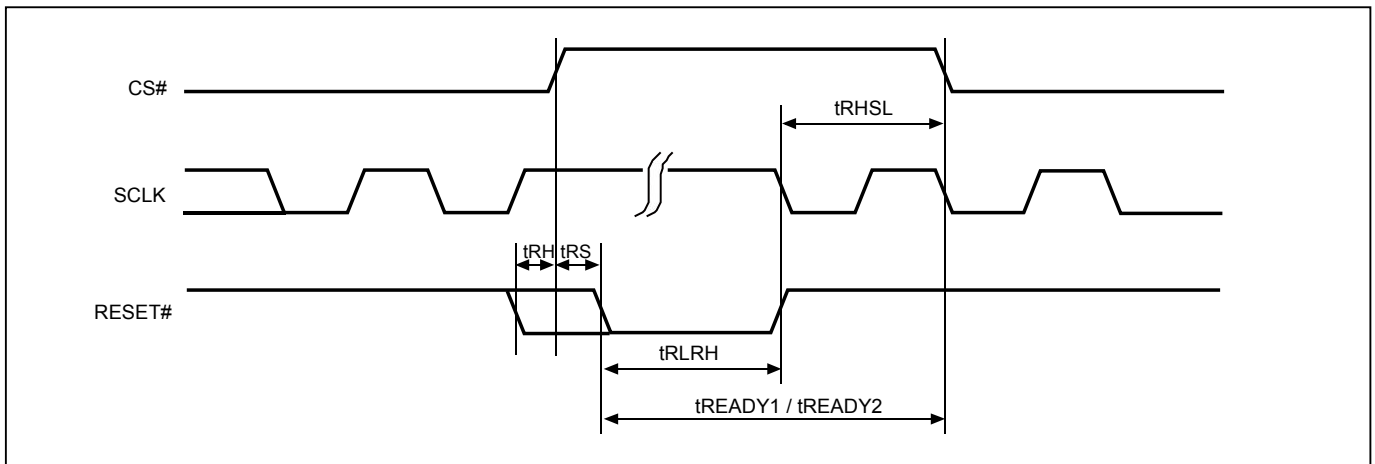 CS#
tRHSL
SCLK
tRH tRS
RESET#
tRLRH
tREADY1 / tREADY2